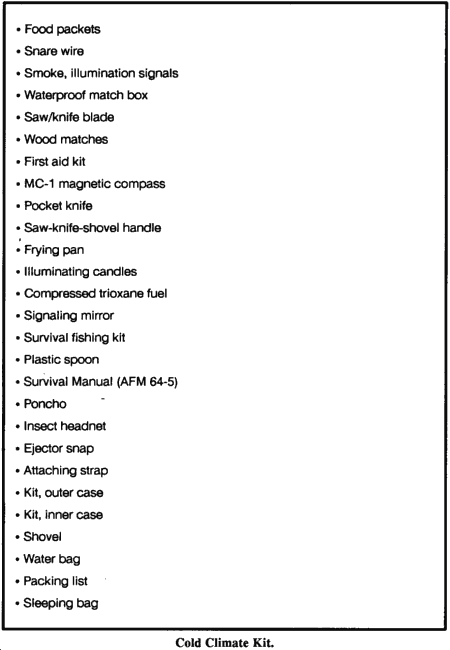 • Food packets
• Snare wire
• Smoke, illumination signals
• Waterproof match box
• Saw/knife blade
• Wood matches
• First aid kit
• MC-1 magnetic compass
• Pocket knife
• Saw-knife-shovel handle
• Frying pan
• Illuminating candles
• Compressed trioxane fuel
• Signaling mirror
• Survival fishing kit
• Plastic spoon
• Survival Manual (AFM 64-5)
• Poncho
• Insect headnet
• Ejector snap
• Attaching strap
• Kit, outer case
• Kit, inner case
• Shovel
• Water bag
• Packing list
• Sleeping bag
Cold Climate Kit.